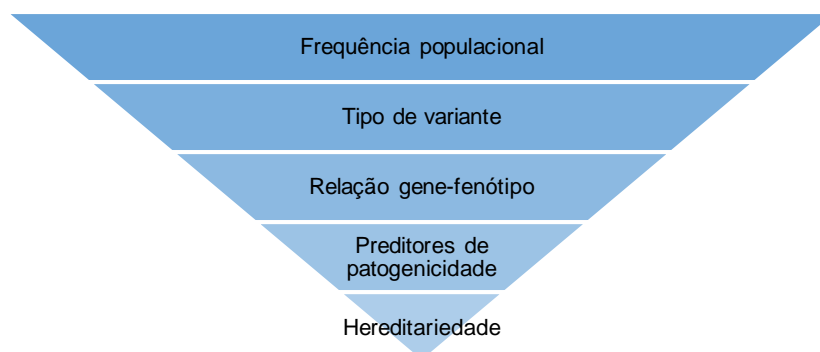 Frequência populacional
Tipo de variante
Relação gene-fenótipo
Preditores de
patogenicidade
Hereditariedade